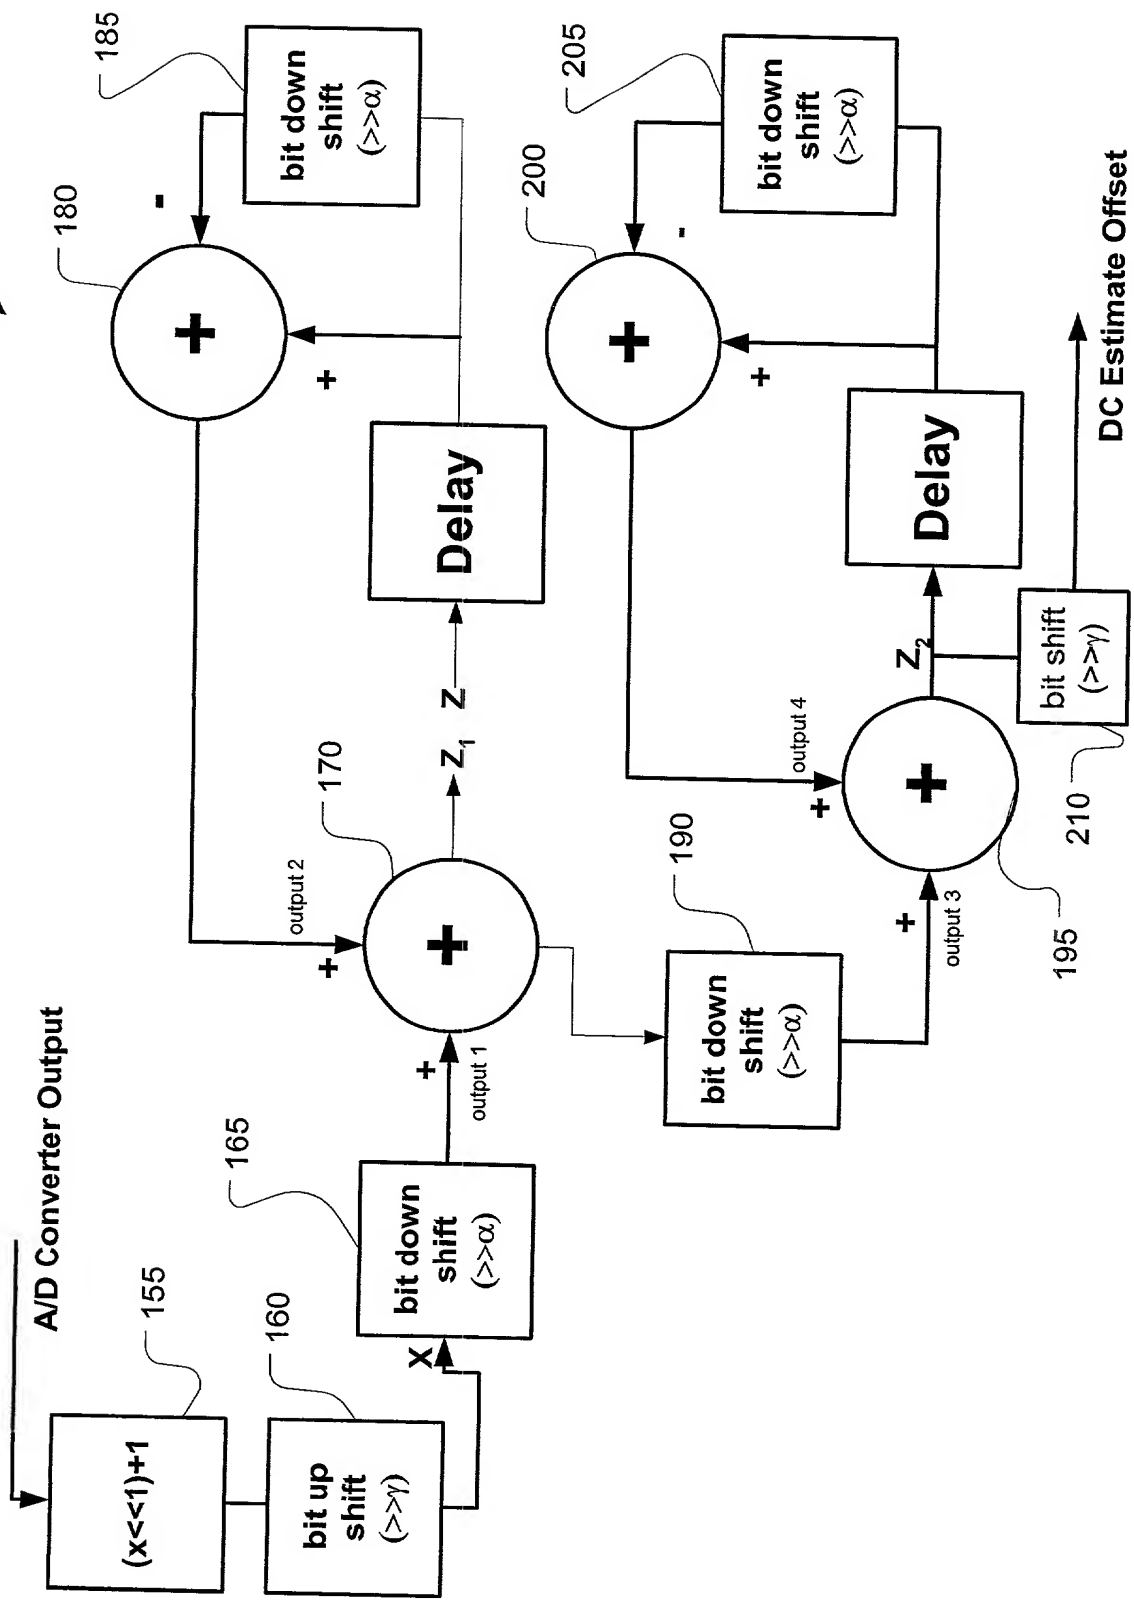 A/D Converter Output
155
(x<<1)+1
160
bit up
shift
(>>γ)
x
165
bit down
shift
(>>α)
+
output 1
170
+
+
output 2
Z₁
Z
Delay
180
+
-
+
185
bit down
shift
(>>α)
190
bit down
shift
(>>α)
+
output 3
195
+
+
output 4
Z₂
Delay
200
+
-
+
205
bit down
shift
(>>α)
210
bit shift
(>>γ)
DC Estimate Offset